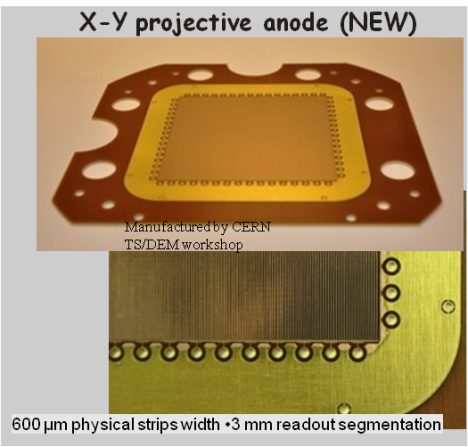 X-Y projective anode (NEW)
Manufactured by CERN
TS/DEM workshop
600 µm physical strips width •3 mm readout segmentation